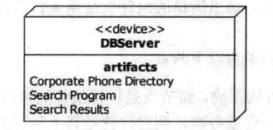 <<device>>
DBServer
artifacts
Corporate Phone Directory
Search Program
Search Results